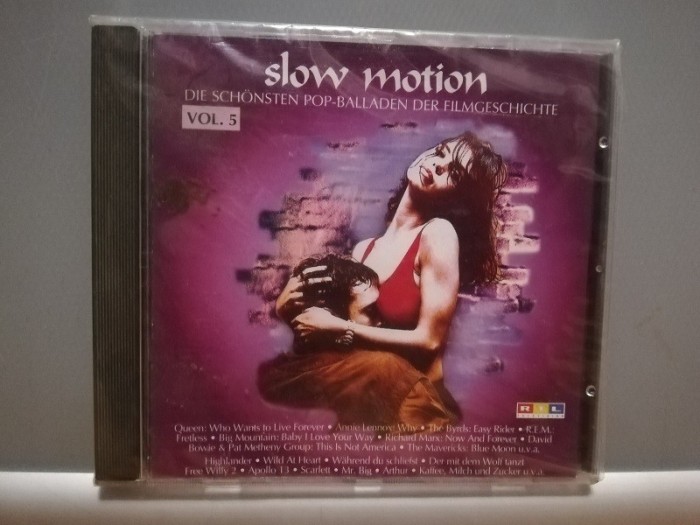 slow motion
DIE SCHÖNSTEN POP-BALLADEN DER FILMGESCHICHTE
VOL. 5
RTL
Queen: Who Wants to Live Forever • Annie Lennox: Why • The Byrds: Easy Rider • R.E.M.
Fretless • Big Mountain: Baby I Love Your Way • Richard Marx: Now And Forever • David
Bowie & Pat Metheny Group: This Is Not America • The Mavericks: Blue Moon u.v.a.
Highlander • Wild At Heart • Während du schliefst • Der mit dem Wolf tanzt
Free Willy 2 • Apollo 13 • Scarlett • Mr. Big • Arthur • Kaffee, Milch und Zucker u.v.a.